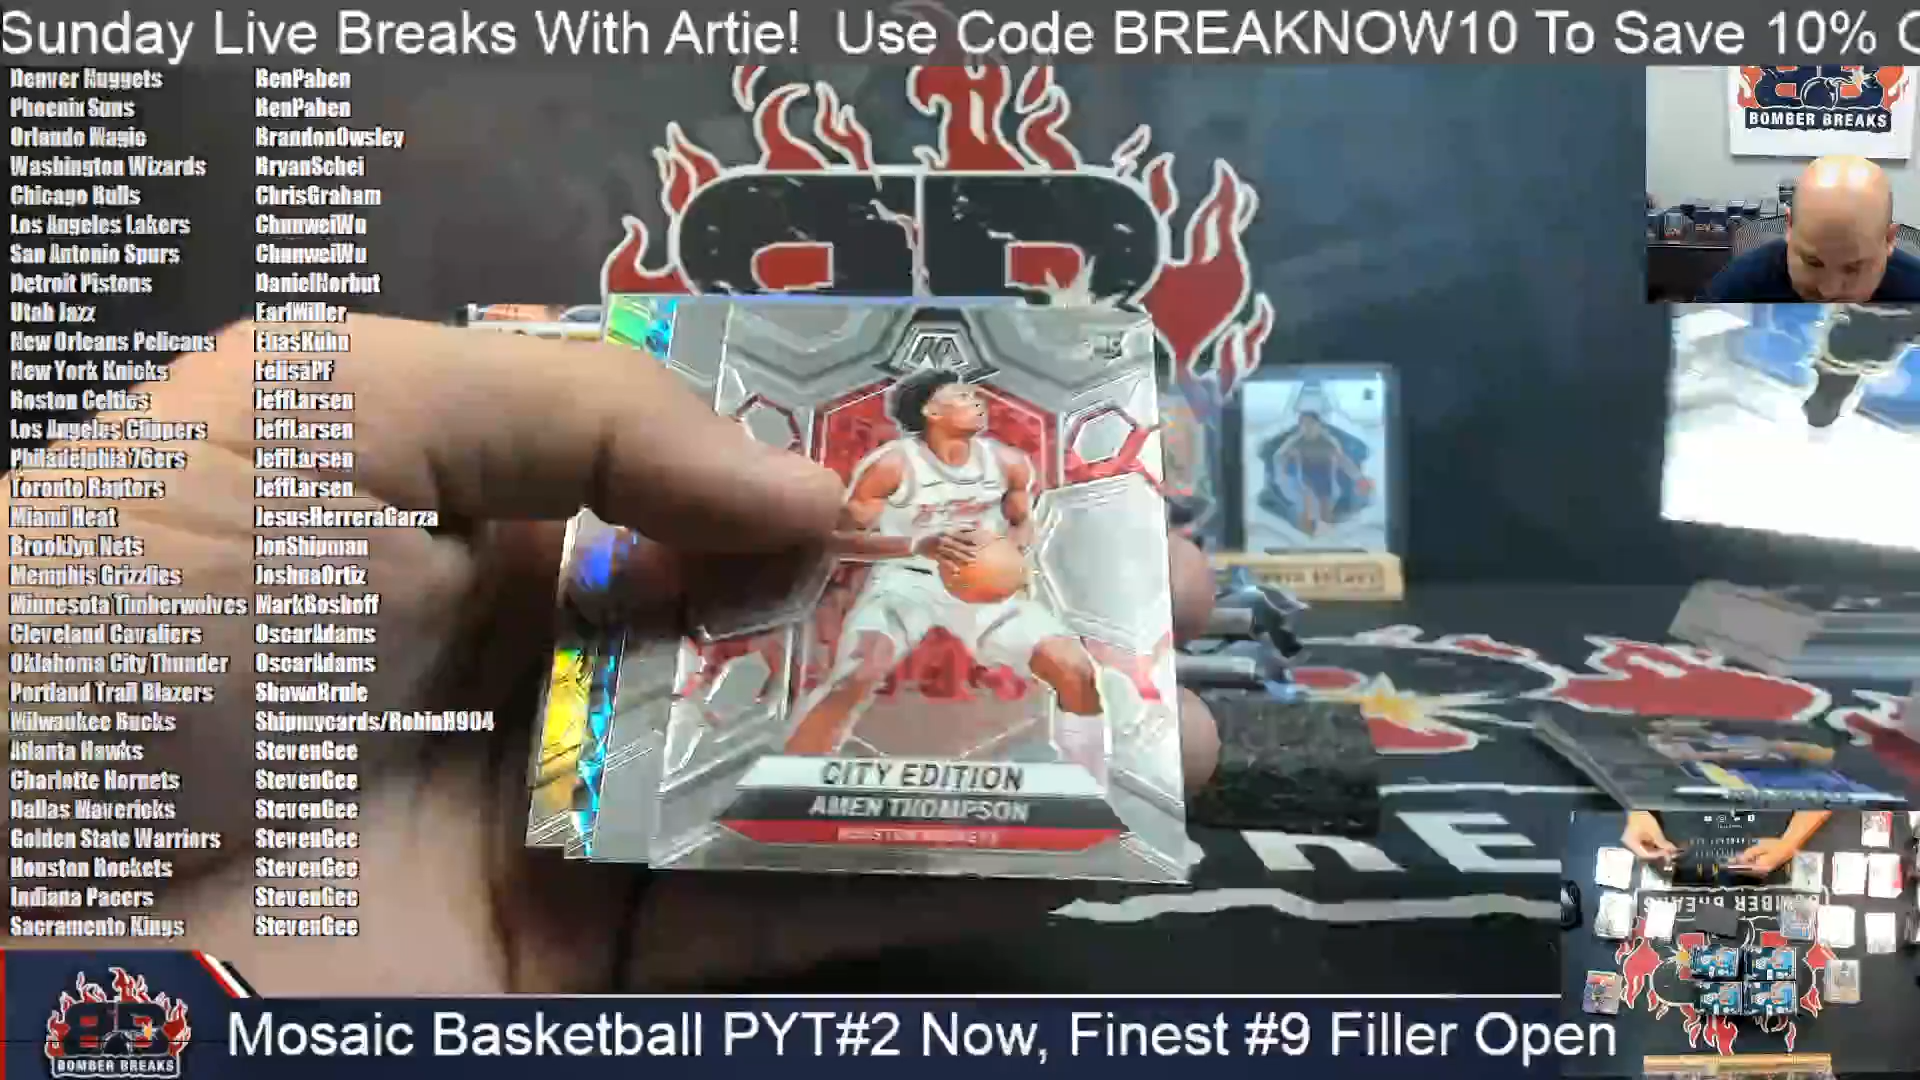 Sunday Live Breaks With Artie! Use Code BREAKNOW10 To Save 10%
Denver Nuggets BenPaben
Phoenix Suns BenPaben
Orlando Magic BrandonOwsley
Washington Wizards BryanSchei
Chicago Bulls ChrisGraham
Los Angeles Lakers ChunweiWu
San Antonio Spurs ChunweiWu
Detroit Pistons DanielNorbut
Utah Jazz EarlMiller
New Orleans Pelicans EliasKuhn
New York Knicks FelisaPF
Boston Celtics JeffLarsen
Los Angeles Clippers JeffLarsen
Philadelphia 76ers JeffLarsen
Toronto Raptors JeffLarsen
Miami Heat JesusHerreraGarza
Brooklyn Nets JonShipman
Memphis Grizzlies JoshuaOrtiz
Minnesota Timberwolves MarkBoshoff
Cleveland Cavaliers OscarAdams
Oklahoma City Thunder OscarAdams
Portland Trail Blazers ShawnBrule
Milwaukee Bucks Shipmycards/RobinH904
Atlanta Hawks StevenGee
Charlotte Hornets StevenGee
Dallas Mavericks StevenGee
Golden State Warriors StevenGee
Houston Rockets StevenGee
Indiana Pacers StevenGee
Sacramento Kings StevenGee
BOMBER BREAKS
CITY EDITION
AMEN THOMPSON
HOUSTON ROCKETS
BOMBER BREAKS
Mosaic Basketball PYT#2 Now, Finest #9 Filler Open